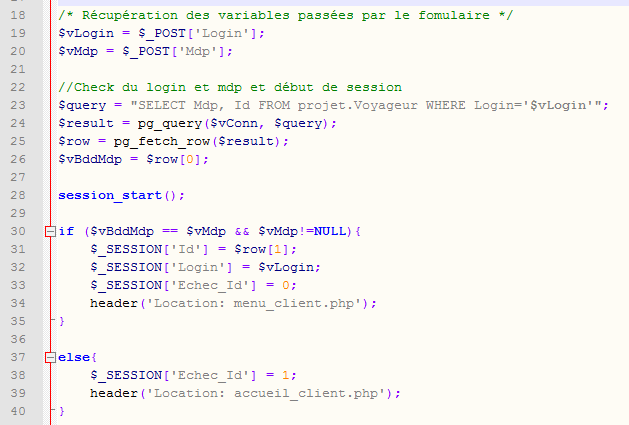 18 /* Récupération des variables passées par le fomulaire */
19 $vLogin = $_POST['Login'];
20 $vMdp = $_POST['Mdp'];
21
22 //Check du login et mdp et début de session
23 $query = "SELECT Mdp, Id FROM projet.Voyageur WHERE Login='$vLogin'";
24 $result = pg_query($vConn, $query);
25 $row = pg_fetch_row($result);
26 $vBddMdp = $row[0];
27
28 session_start();
29
30 if ($vBddMdp == $vMdp && $vMdp!=NULL){
31 $_SESSION['Id'] = $row[1];
32 $_SESSION['Login'] = $vLogin;
33 $_SESSION['Echec_Id'] = 0;
34 header('Location: menu_client.php');
35 }
36
37 else{
38 $_SESSION['Echec_Id'] = 1;
39 header('Location: accueil_client.php');
40 }